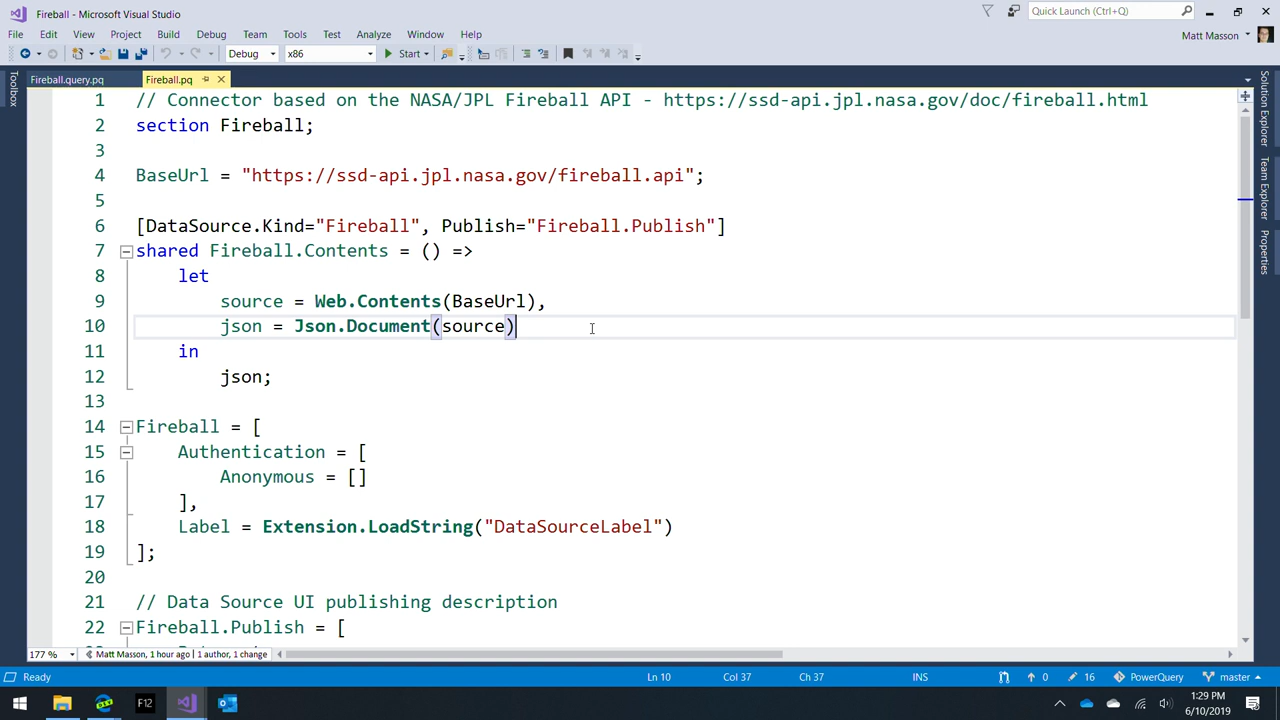 Fireball - Microsoft Visual Studio
Quick Launch (Ctrl+Q)
File Edit View Project Build Debug Team Tools Test Analyze Window Help
Matt Masson
Debug x86 Start
Fireball.query.pq Fireball.pq
Toolbox
Solution Explorer
Team Explorer
Properties
1 // Connector based on the NASA/JPL Fireball API - https://ssd-api.jpl.nasa.gov/doc/fireball.html
2 section Fireball;
3
4 BaseUrl = "https://ssd-api.jpl.nasa.gov/fireball.api";
5
6 [DataSource.Kind="Fireball", Publish="Fireball.Publish"]
7 shared Fireball.Contents = () =>
8 let
9 source = Web.Contents(BaseUrl),
10 json = Json.Document(source)
11 in
12 json;
13
14 Fireball = [
15 Authentication = [
16 Anonymous = []
17 ],
18 Label = Extension.LoadString("DataSourceLabel")
19 ];
20
21 // Data Source UI publishing description
22 Fireball.Publish = [
177 % Matt Masson, 1 hour ago | 1 author, 1 change
Ready Ln 10 Col 37 Ch 37 INS 0 16 PowerQuery master
F12
1:29 PM
6/10/2019